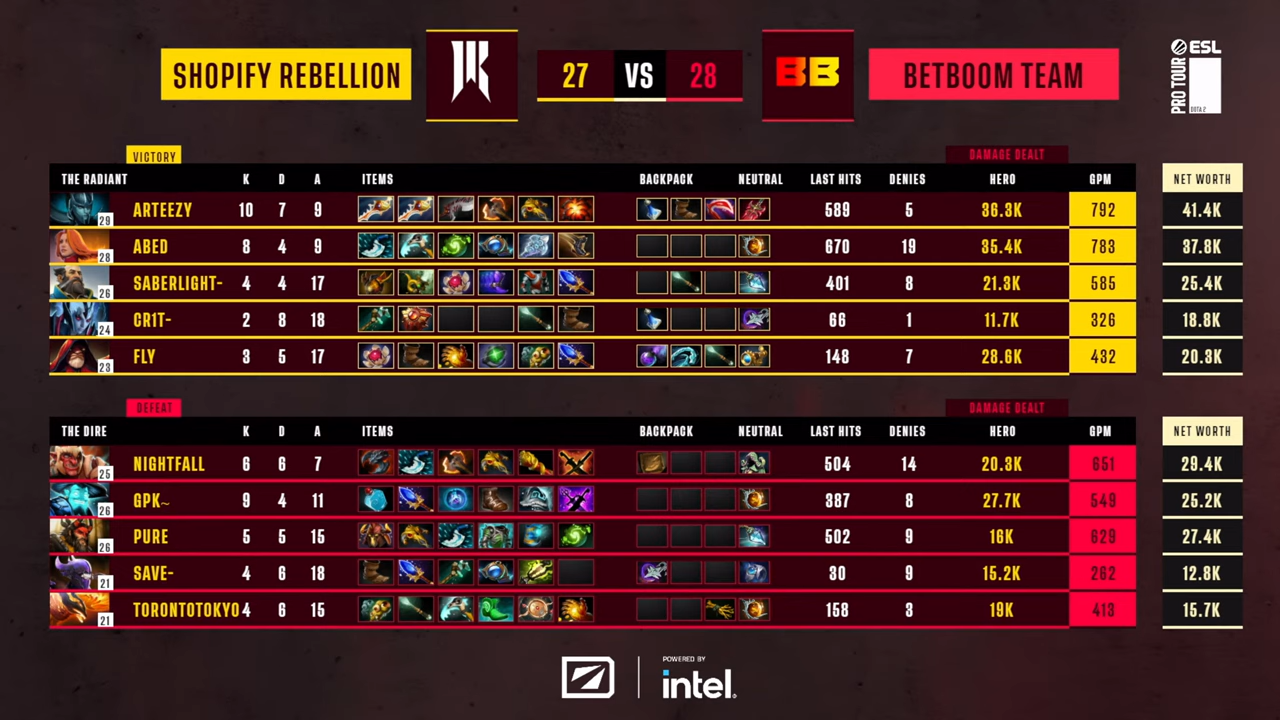 SHOPIFY REBELLION 27 VS 28 BB BETBOOM TEAM
ESL
PRO TOUR
DOTA 2
VICTORY DAMAGE DEALT
THE RADIANT K D A ITEMS BACKPACK NEUTRAL LAST HITS DENIES HERO GPM NET WORTH
29 ARTEEZY 10 7 9 589 5 36.3K 792 41.4K
28 ABED 8 4 9 670 19 35.4K 783 37.8K
26 SABERLIGHT- 4 4 17 401 8 21.3K 585 25.4K
24 CR1T- 2 8 18 66 1 11.7K 326 18.8K
23 FLY 3 5 17 148 7 28.6K 432 20.3K
DEFEAT DAMAGE DEALT
THE DIRE K D A ITEMS BACKPACK NEUTRAL LAST HITS DENIES HERO GPM NET WORTH
25 NIGHTFALL 6 6 7 504 14 20.3K 651 29.4K
26 GPK~ 9 4 11 387 8 27.7K 549 25.2K
26 PURE 5 5 15 502 9 16K 629 27.4K
21 SAVE- 4 6 18 30 9 15.2K 262 12.8K
21 TORONTOTOKYO 4 6 15 158 3 19K 413 15.7K
POWERED BY
intel.